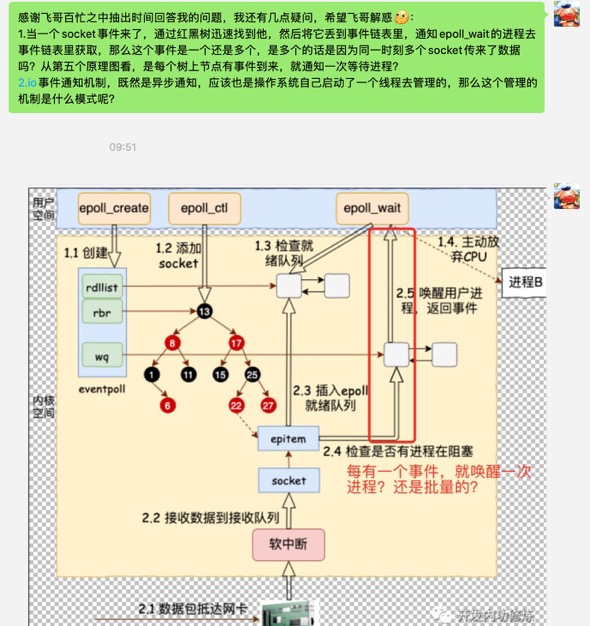 感谢飞哥百忙之中抽出时间回答我的问题，我还有几点疑问，希望飞哥解惑：
1.当一个socket事件来了，通过红黑树迅速找到他，然后将它丢到事件链表里，通知epoll_wait的进程去
事件链表里获取，那么这个事件是一个还是多个，是多个的话是因为同一时刻多个socket传来了数据
吗？从第五个原理图看，是每个树上节点有事件到来，就通知一次等待进程？
2.io事件通知机制，既然是异步通知，应该也是操作系统自己启动了一个线程去管理的，那么这个管理的
机制是什么模式呢？
09:51
用户
空间
epoll_create
epoll_ctl
epoll_wait
1.1 创建
1.2 添加
socket
1.3 检查就
绪队列
1.4. 主动放
弃CPU
进程B
rdllist
rbr
wq
eventpoll
13
8
17
1
11
15
25
6
22
27
2.5 唤醒用户进
程，返回事件
内核
空间
2.3 插入epoll
就绪队列
epitem
2.4 检查是否有进程在阻塞
每有一个事件，就唤醒一次
进程？还是批量的？
socket
2.2 接收数据到接收队列
软中断
2.1 数据包抵达网卡
开发内功修炼